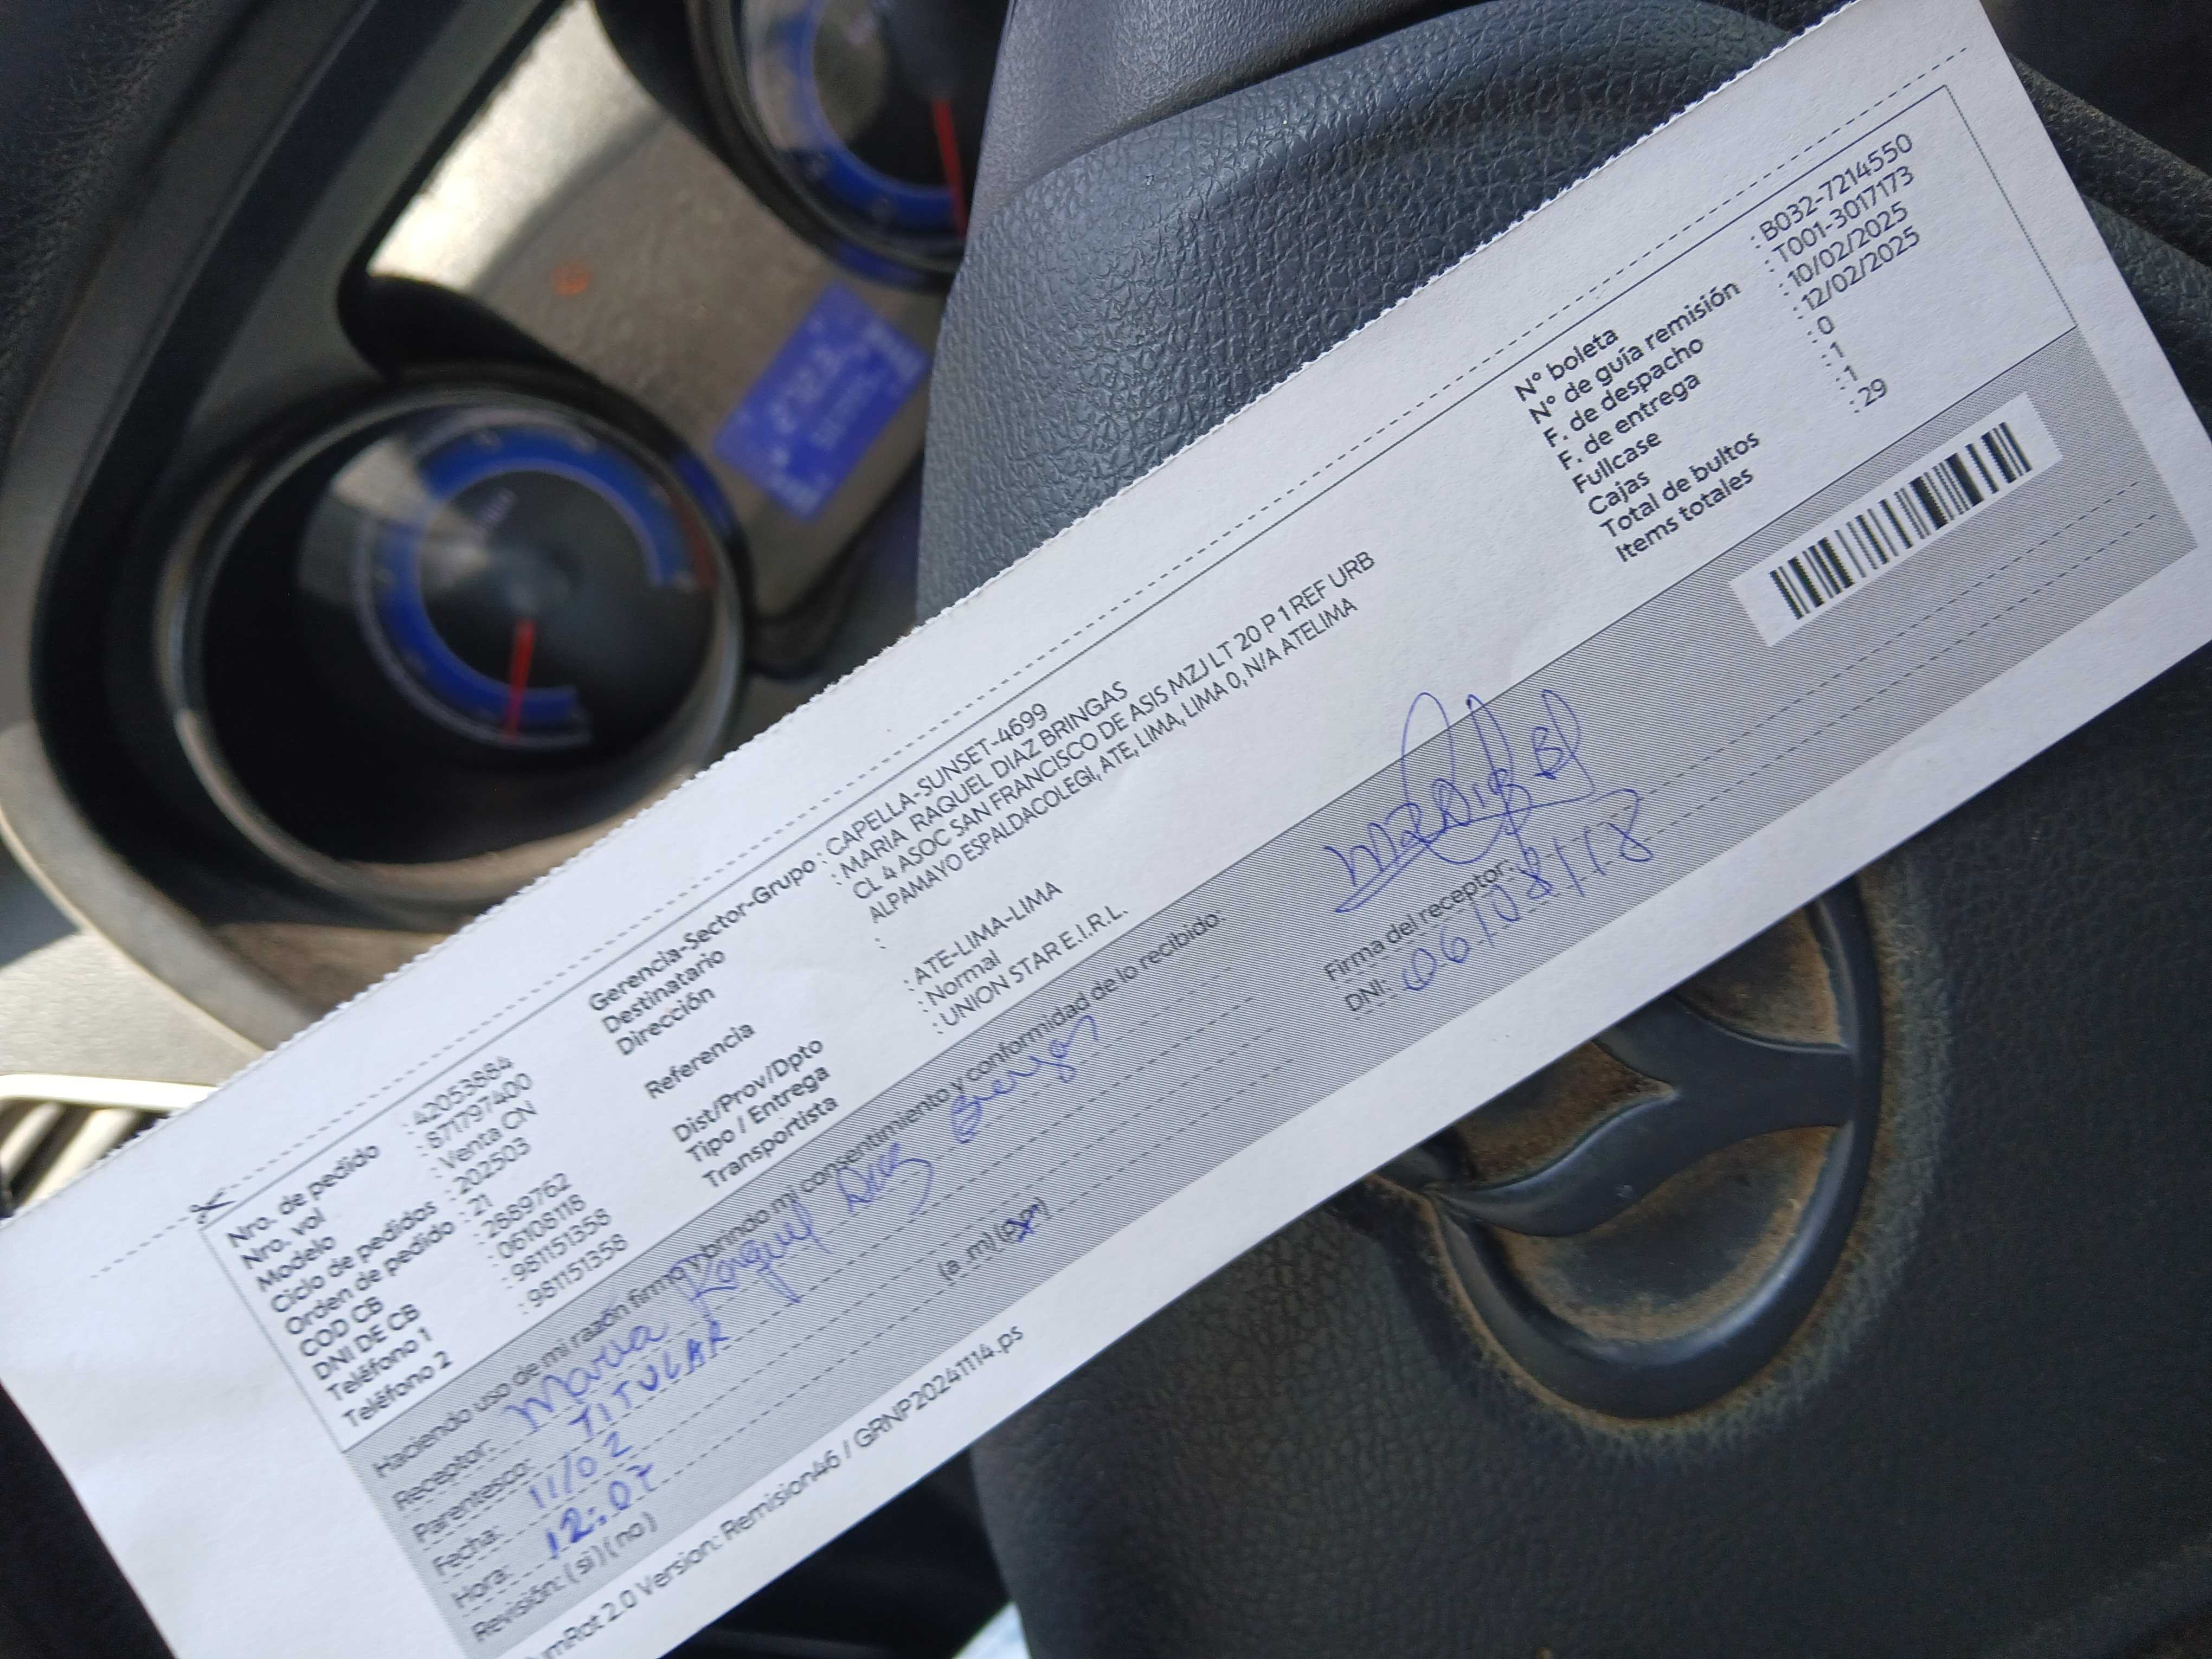 Nro. de pedido : 42053884
Nro. vol : 871797400
Modelo : Venta CN
Ciclo de pedidos : 202503
Orden de pedido : 21
COD CB : 2889762
DNI DE CB : 06108118
Teléfono 1 : 981151358
Teléfono 2 : 981151358
Gerencia-Sector-Grupo : CAPELLA-SUNSET-4699
Destinatario : MARIA RAQUEL DIAZ BRINGAS
Dirección CL 4 ASOC SAN FRANCISCO DE ASIS MZJ LT 20 P 1 REF URB
ALPAMAYO ESPALDACOLEGI, ATE, LIMA, LIMA 0, N/A ATELIMA
Referencia :
Dist/Prov/Dpto : ATE-LIMA-LIMA
Tipo / Entrega : Normal
Transportista : UNION STAR E.I.R.L.
N° boleta : B032-7214550
N° de guía remisión : T001-3017173
F. de despacho : 10/02/2025
F. de entrega : 12/02/2025
Fullcase : 0
Cajas : 1
Total de bultos : 1
Items totales : 29
Haciendo uso de mi razón firmo y brindo mi consentimiento y conformidad de lo recibido:
Receptor: Maria Raquel Diaz
Parentesco: TITULAR
Fecha: 11/02
Hora: 12:07 (a m) (p m)
Revisión: ( si ) ( no )
Firma del receptor:
DNI: 06108118
2.0 Version: Remision46 / GRNP20241114.ps